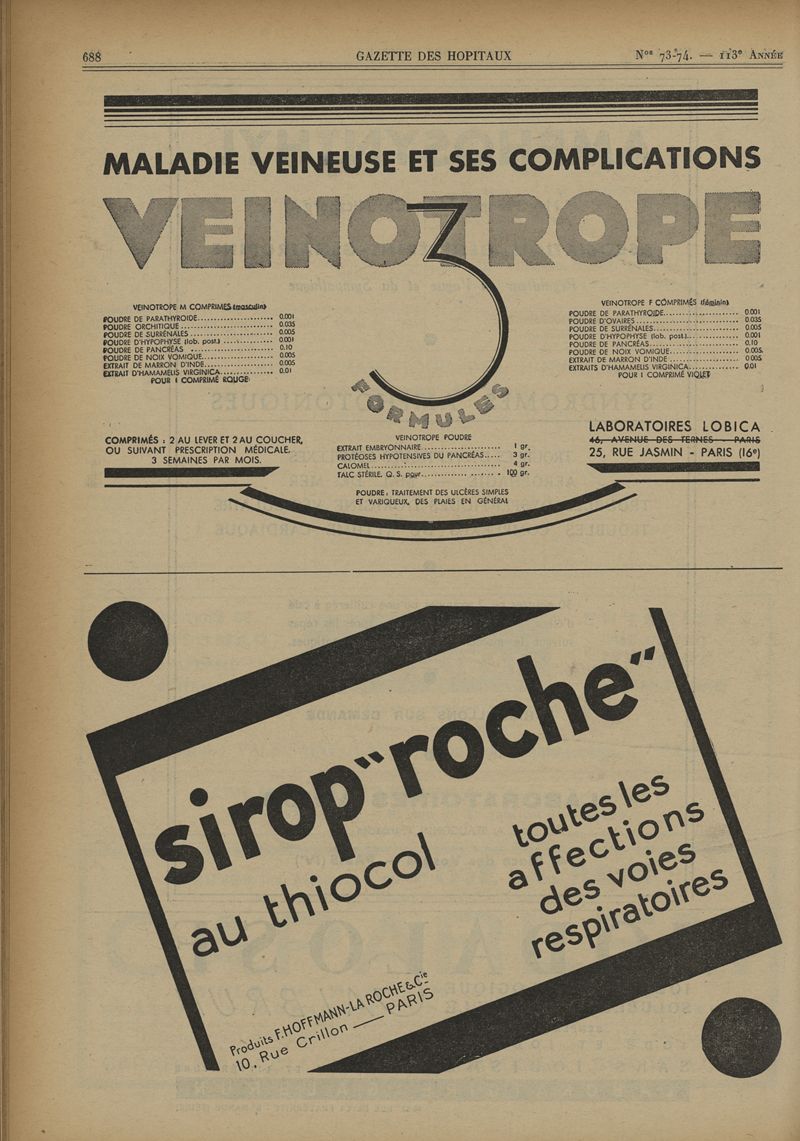 688
GAZETTE DES HOPITAUX
Nos 73-74. — 113e ANNÉE
MALADIE VEINEUSE ET SES COMPLICATIONS
VEINOTROPE
3
FORMULES
VEINOTROPE M COMPRIMÉS (masculin)
POUDRE DE PARATHYROIDE........ 0.001
POUDRE ORCHITIQUE........ 0.035
POUDRE DE SURRÉNALES........ 0.005
POUDRE D'HYPOPHYSE (lob. post.)........ 0.001
POUDRE DE PANCRÉAS........ 0.10
POUDRE DE NOIX VOMIQUE........ 0.005
EXTRAIT DE MARRON D'INDE........ 0.005
EXTRAIT D'HAMAMELIS VIRGINICA........ 0.01
POUR 1 COMPRIMÉ ROUGE
VEINOTROPE F COMPRIMÉS (féminin)
POUDRE DE PARATHYROIDE........ 0.001
POUDRE D'OVAIRES........ 0.035
POUDRE DE SURRÉNALES........ 0.005
POUDRE D'HYPOPHYSE (lob. post.)........ 0.001
POUDRE DE PANCRÉAS........ 0.10
POUDRE DE NOIX VOMIQUE........ 0.005
EXTRAIT DE MARRON D'INDE........ 0.005
EXTRAITS D'HAMAMELIS VIRGINICA........ 0.01
POUR 1 COMPRIMÉ VIOLET
COMPRIMÉS : 2 AU LEVER ET 2 AU COUCHER,
OU SUIVANT PRESCRIPTION MÉDICALE.
3 SEMAINES PAR MOIS.
VEINOTROPE POUDRE
EXTRAIT EMBRYONNAIRE........ 1 gr.
PROTÉOSES HYPOTENSIVES DU PANCRÉAS..... 3 gr.
CALOMEL........ 4 gr.
TALC STÉRILE. Q. S. pour........ 100 gr.
POUDRE : TRAITEMENT DES ULCÈRES SIMPLES
ET VARIQUEUX, DES PLAIES EN GÉNÉRAL
LABORATOIRES LOBICA
46, AVENUE DES TERNES - PARIS
25, RUE JASMIN - PARIS (16e)
sirop "roche"
au thiocol
toutes les
affections
des voies
respiratoires
Produits F. HOFFMANN-LA ROCHE & Cie
10, Rue Crillon — PARIS